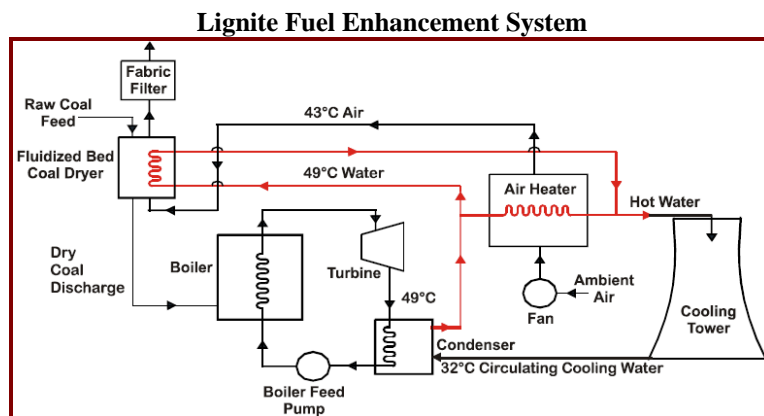 Lignite Fuel Enhancement System
Fabric
Filter
Raw Coal
Feed
43°C Air
Fluidized Bed
Coal Dryer
49°C Water
Air Heater
Hot Water
Dry
Coal
Discharge
Boiler
Turbine
49°C
Ambient
Air
Fan
Cooling
Tower
Condenser
32°C Circulating Cooling Water
Boiler Feed
Pump